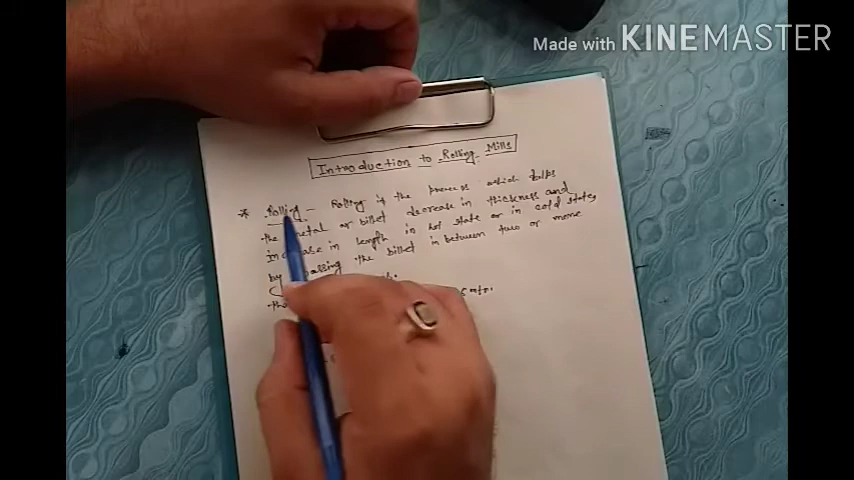 Made with KINEMASTER
Introduction to Rolling Mills
* Rolling - Rolling is the process which helps
the metal or billet decrease in thickness and
increase in length in hot state or in cold state,
by passing the billet in between two or more